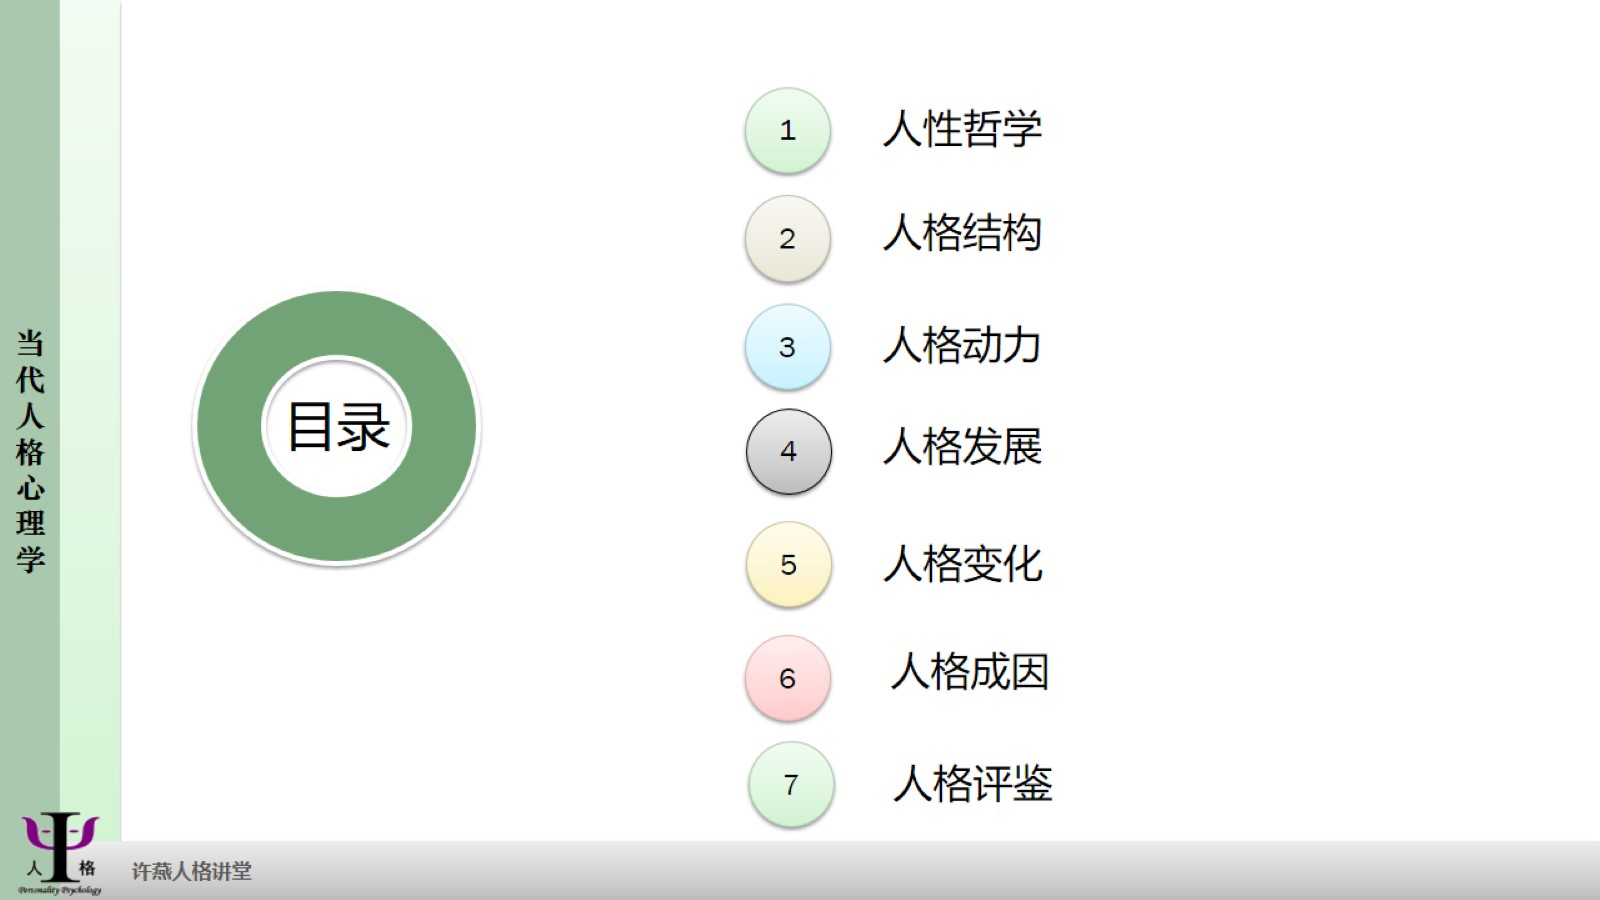 当代人格心理学
目录
1 人性哲学
2 人格结构
3 人格动力
4 人格发展
5 人格变化
6 人格成因
7 人格评鉴
人格
Personality Psychology
许燕人格讲堂